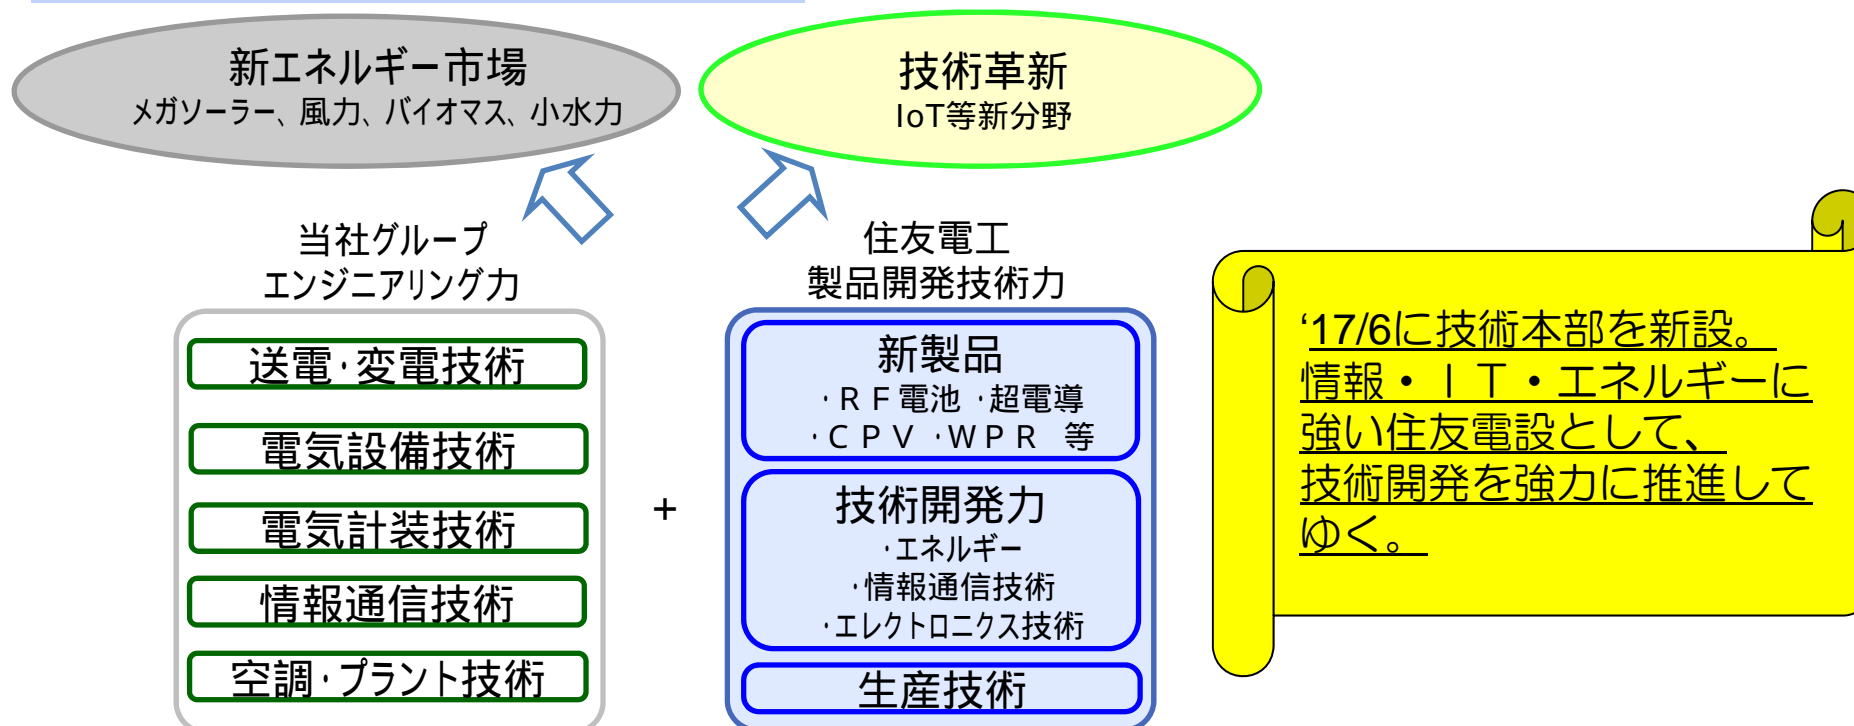 新エネルギー市場
メガソーラー、風力、バイオマス、小水力
技術革新
IoT等新分野
当社グループ
エンジニアリング力
送電・変電技術
電気設備技術
電気計装技術
情報通信技術
空調・プラント技術
+
住友電工
製品開発技術力
新製品
・ＲＦ電池 ・超電導
・ＣＰＶ ・ＷＰＲ 等
技術開発力
・エネルギー
・情報通信技術
・エレクトロニクス技術
生産技術
‘17/6に技術本部を新設。
情報・ＩＴ・エネルギーに
強い住友電設として、
技術開発を強力に推進して
ゆく。